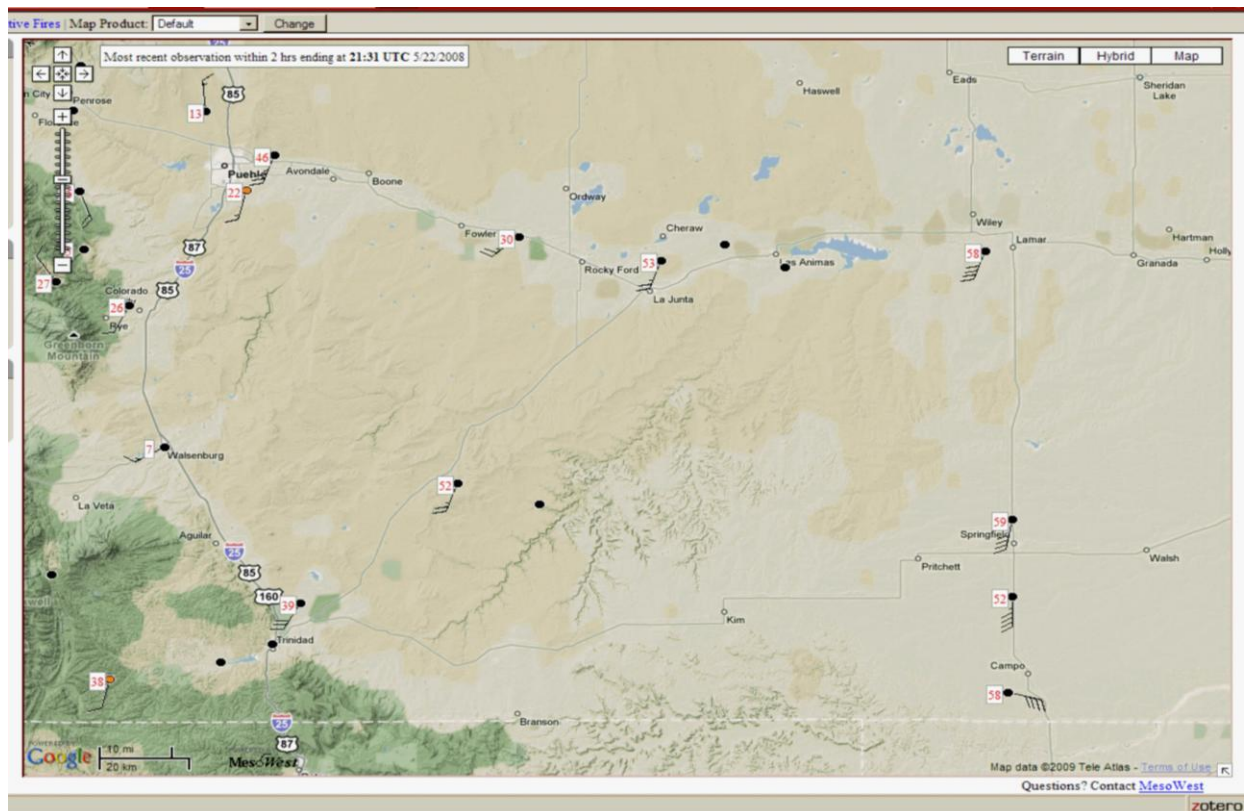 tive Fires | Map Product: Default Change
Most recent observation within 2 hrs ending at 21:31 UTC 5/22/2008
Terrain Hybrid Map
Penrose
13
85
Haswell
Eads
Sheridan
Lake
46
Pueblo
Avondale
Boone
22
Ordway
Wiley
87
Fowler
30
Cheraw
Lamar
Hartman
Holly
25
Rocky Ford
53
Las Animas
58
Granada
27
85
La Junta
Colorado
26
Rye
Greenhorn
Mountain
7
Walsenburg
52
La Veta
59
Aguilar
25
Springfield
Walsh
85
Pritchett
160
39
52
Kim
Trinidad
Campo
38
58
Branson
25
87
Google
10 mi
20 km
MesoWest
Map data ©2009 Tele Atlas - Terms of Use
Questions? Contact MesoWest
zotero